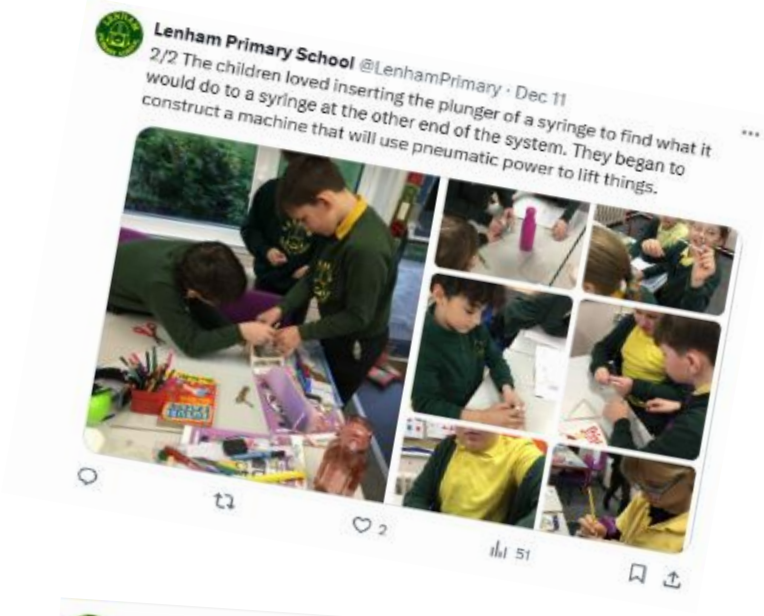 LENHAM
Lenham Primary School @LenhamPrimary · Dec 11
2/2 The children loved inserting the plunger of a syringe to find what it
would do to a syringe at the other end of the system. They began to
construct a machine that will use pneumatic power to lift things.
2
51